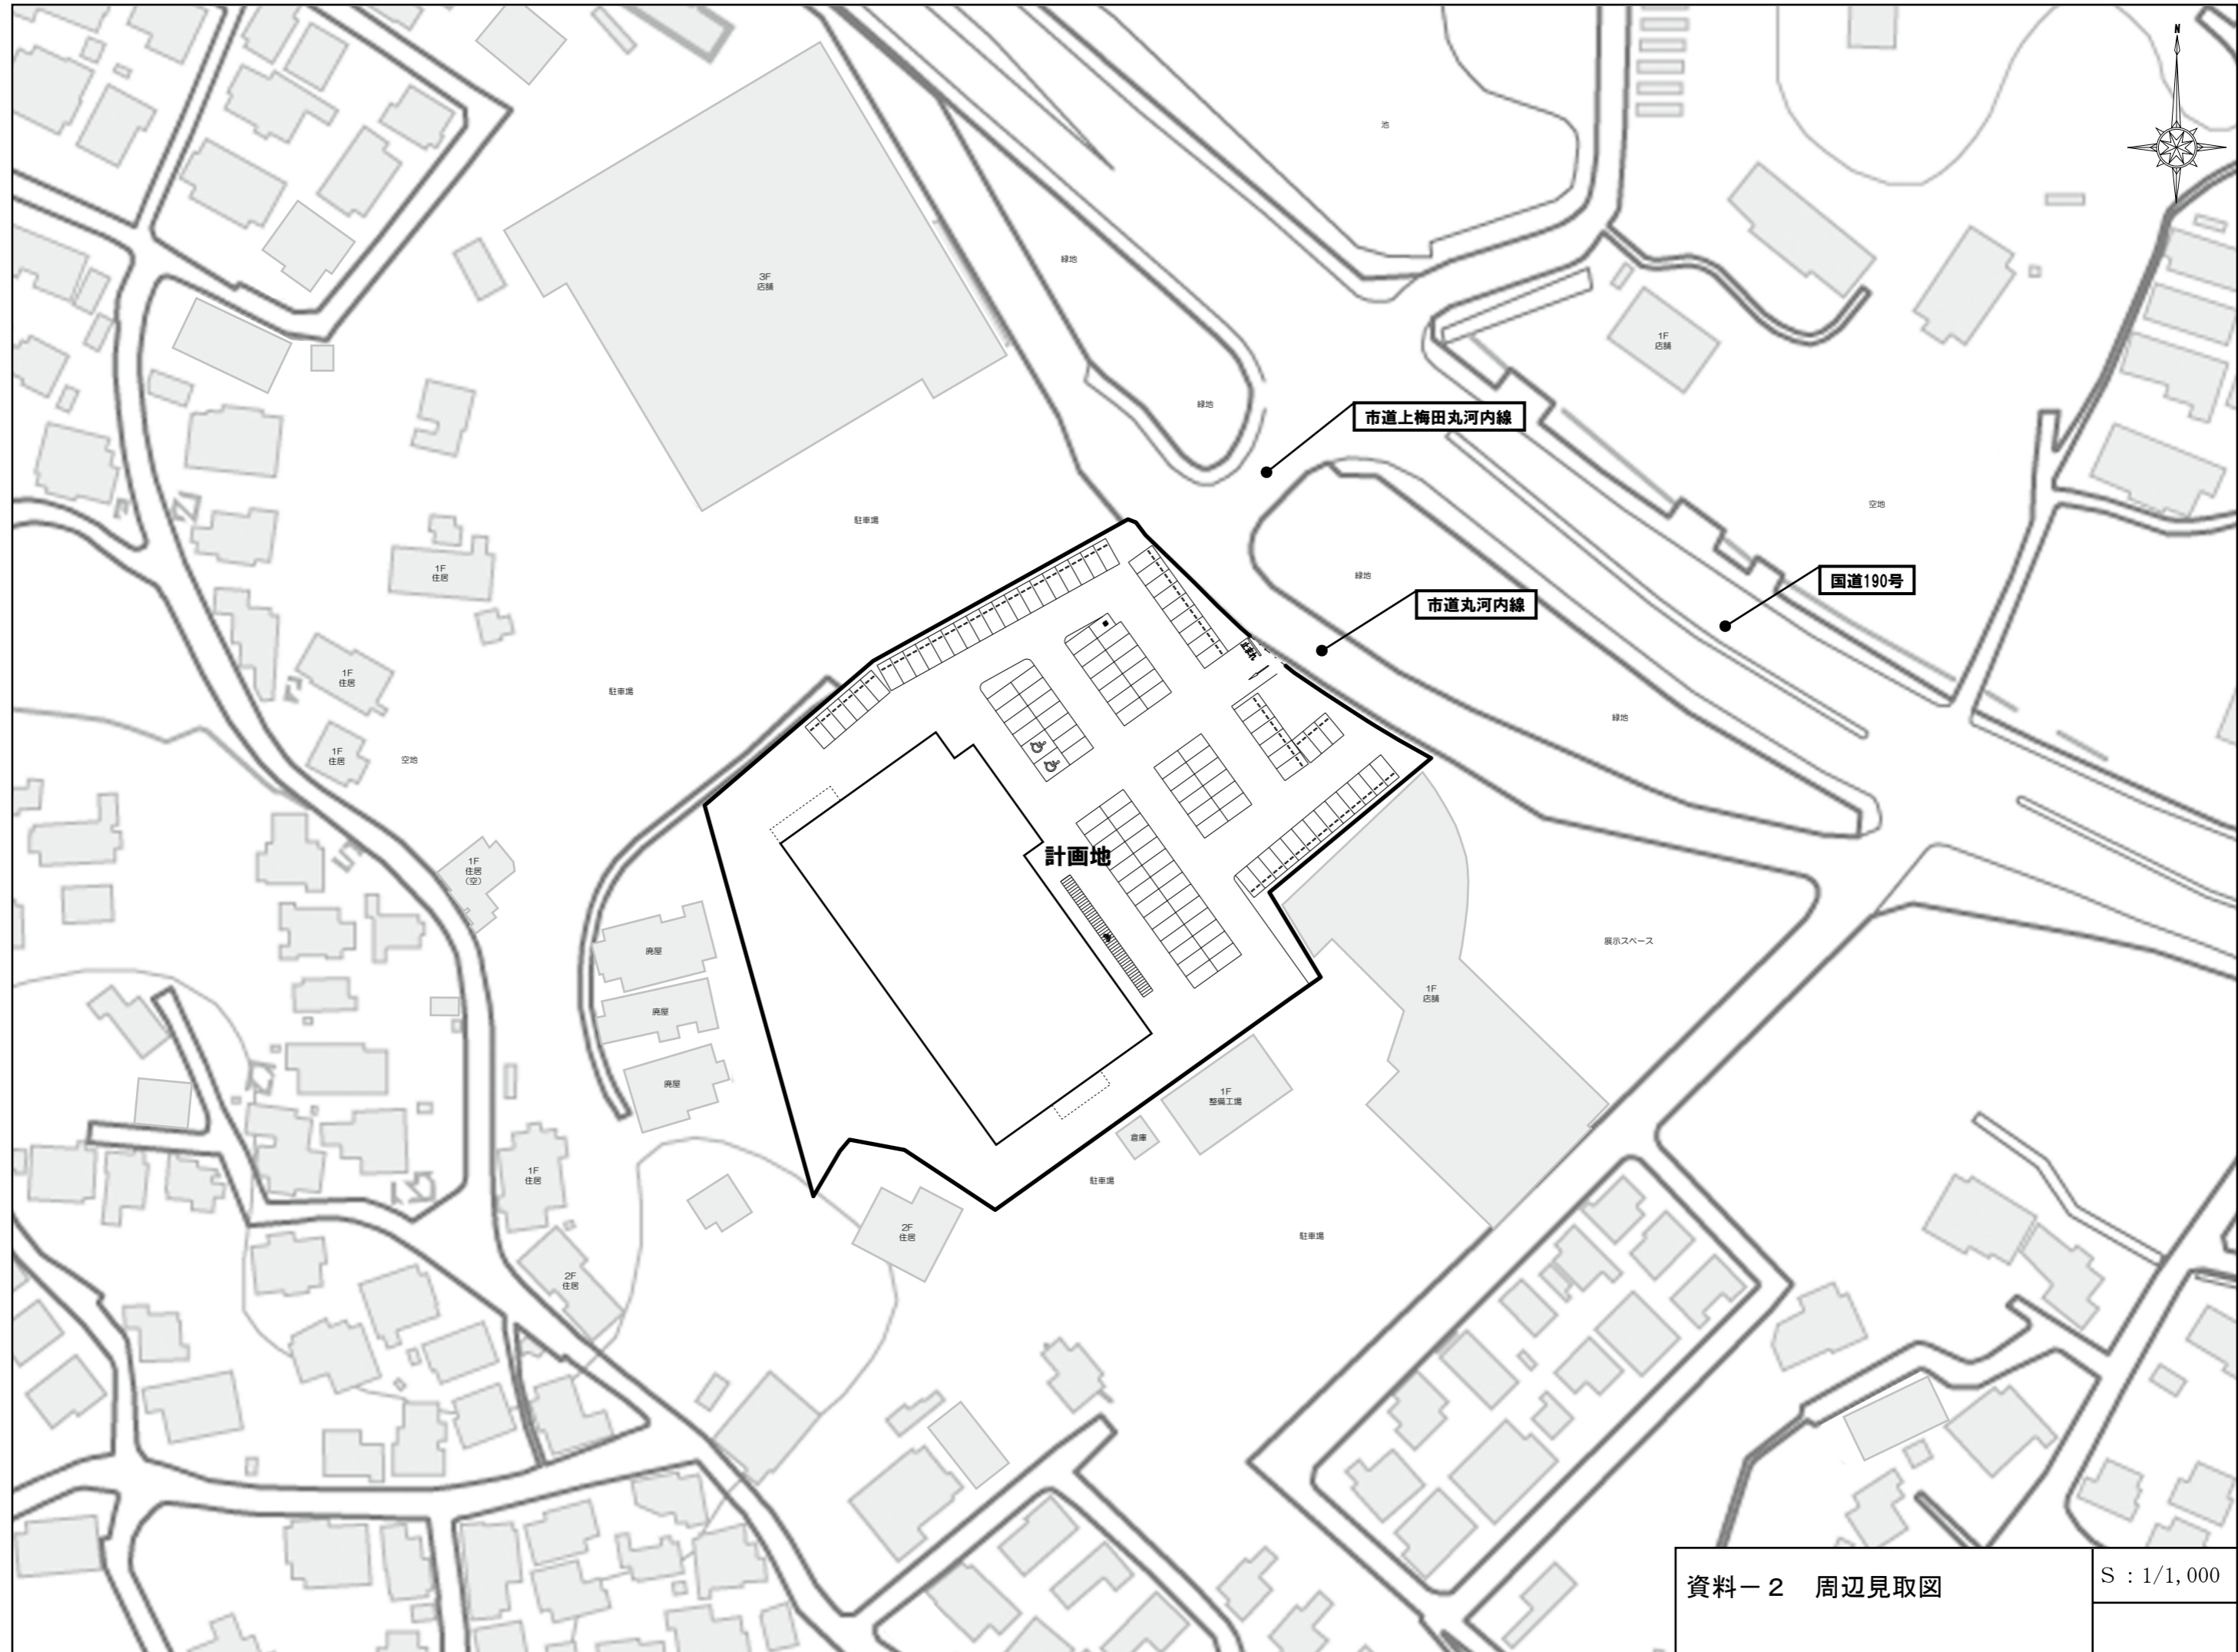 N
池
緑地
3F
店舗
1F
店舗
緑地
市道上梅田丸河内線
空地
駐車場
1F
住居
緑地
国道190号
市道丸河内線
止まれ
1F
住居
駐車場
緑地
1F
住居
空地
計画地
1F
住居
(空)
廃屋
展示スペース
1F
店舗
廃屋
廃屋
1F
整備工場
倉庫
1F
住居
駐車場
2F
住居
駐車場
2F
住居
資料－2　周辺見取図
S : 1/1,000